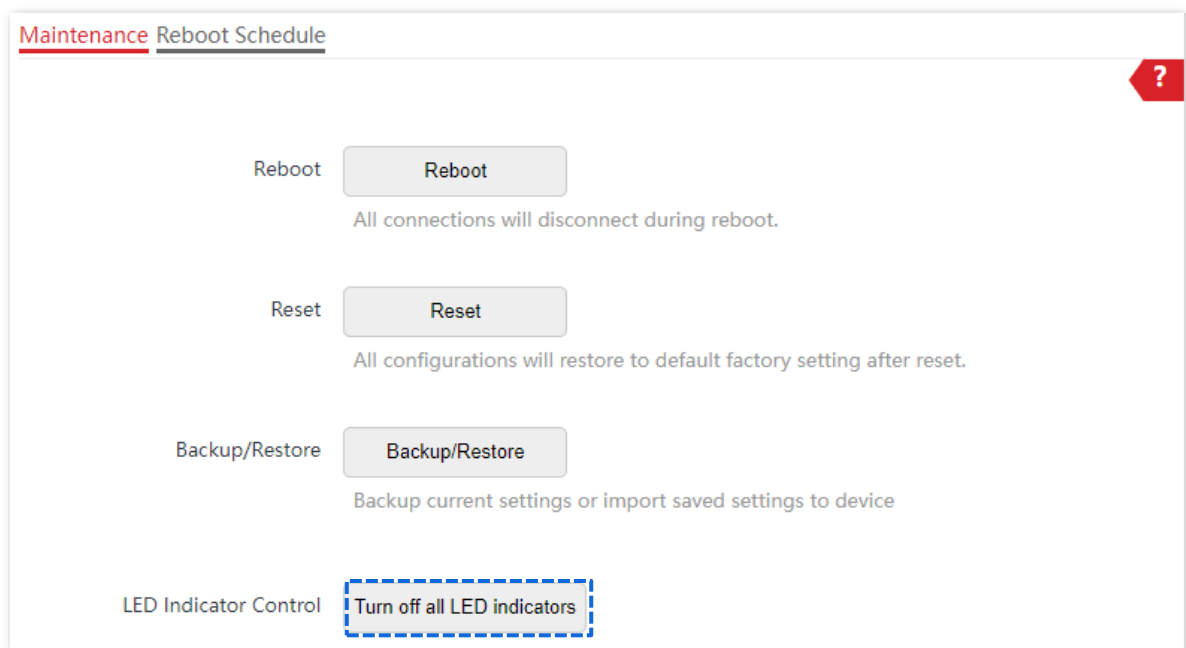 Maintenance Reboot Schedule
?
Reboot Reboot
All connections will disconnect during reboot.
Reset Reset
All configurations will restore to default factory setting after reset.
Backup/Restore Backup/Restore
Backup current settings or import saved settings to device
LED Indicator Control Turn off all LED indicators